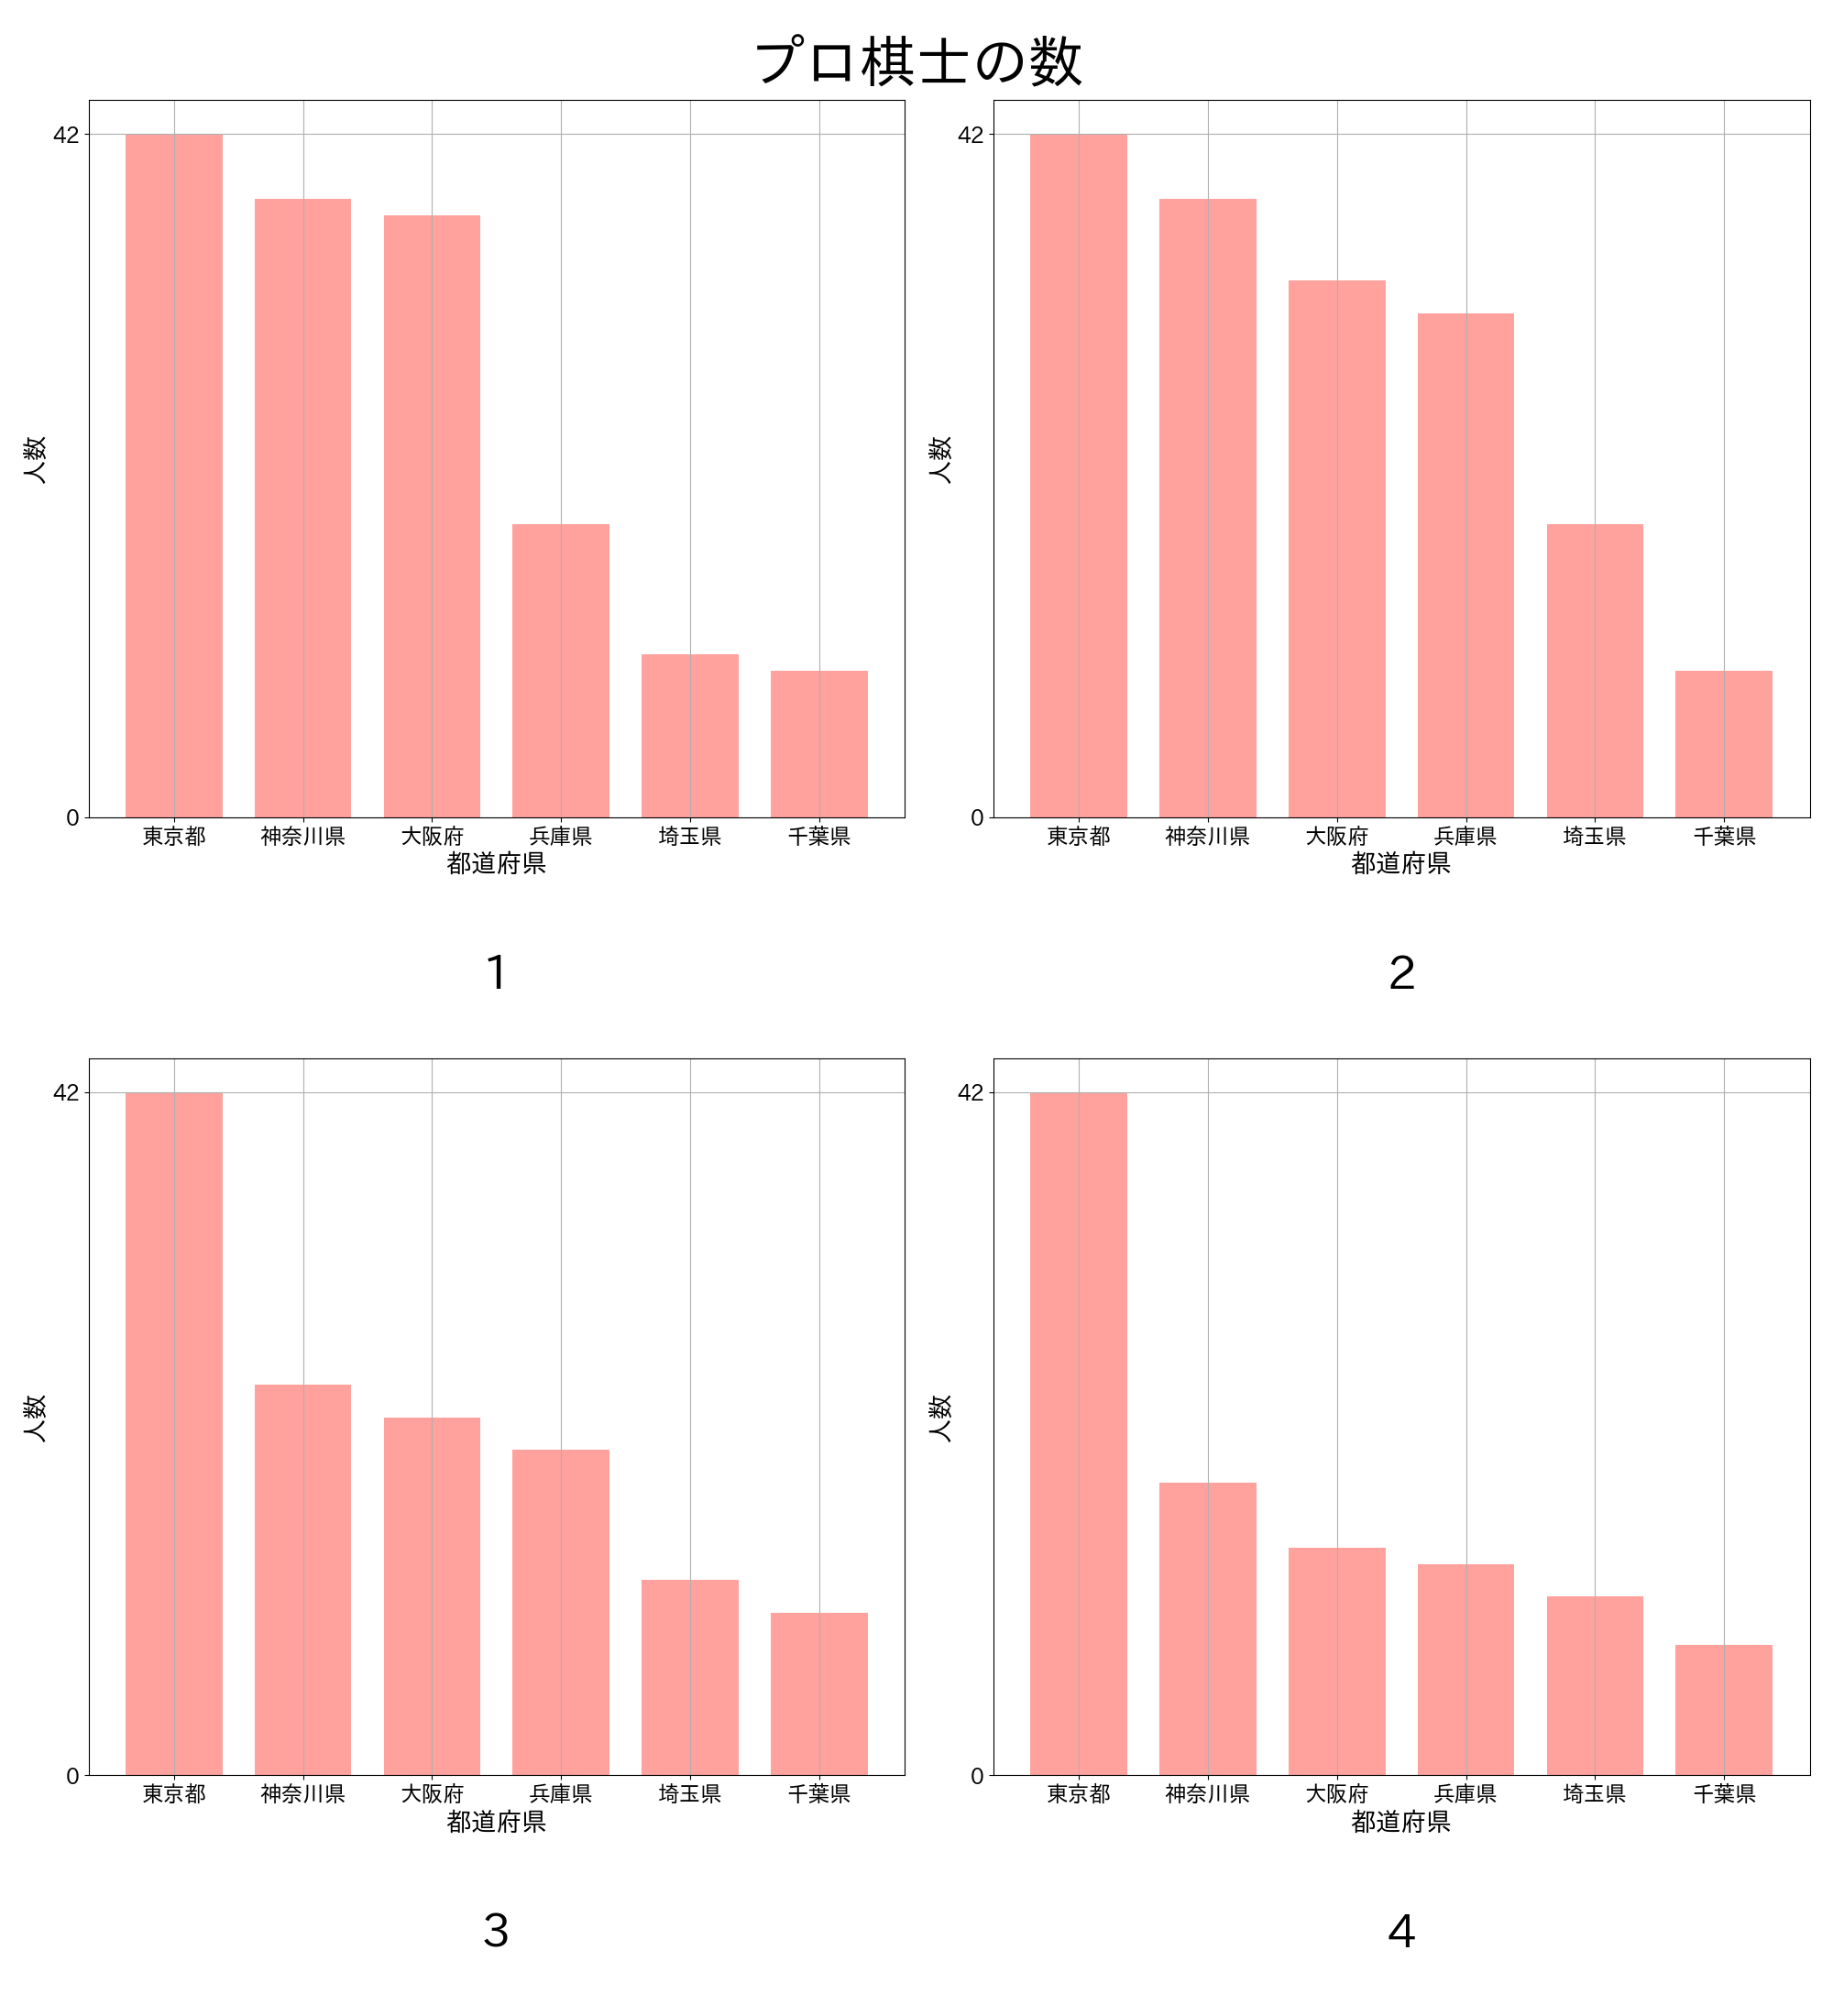 プロ棋士の数
42
人数
0
東京都 神奈川県 大阪府 兵庫県 埼玉県 千葉県
都道府県
1
42
人数
0
東京都 神奈川県 大阪府 兵庫県 埼玉県 千葉県
都道府県
2
42
人数
0
東京都 神奈川県 大阪府 兵庫県 埼玉県 千葉県
都道府県
3
42
人数
0
東京都 神奈川県 大阪府 兵庫県 埼玉県 千葉県
都道府県
4